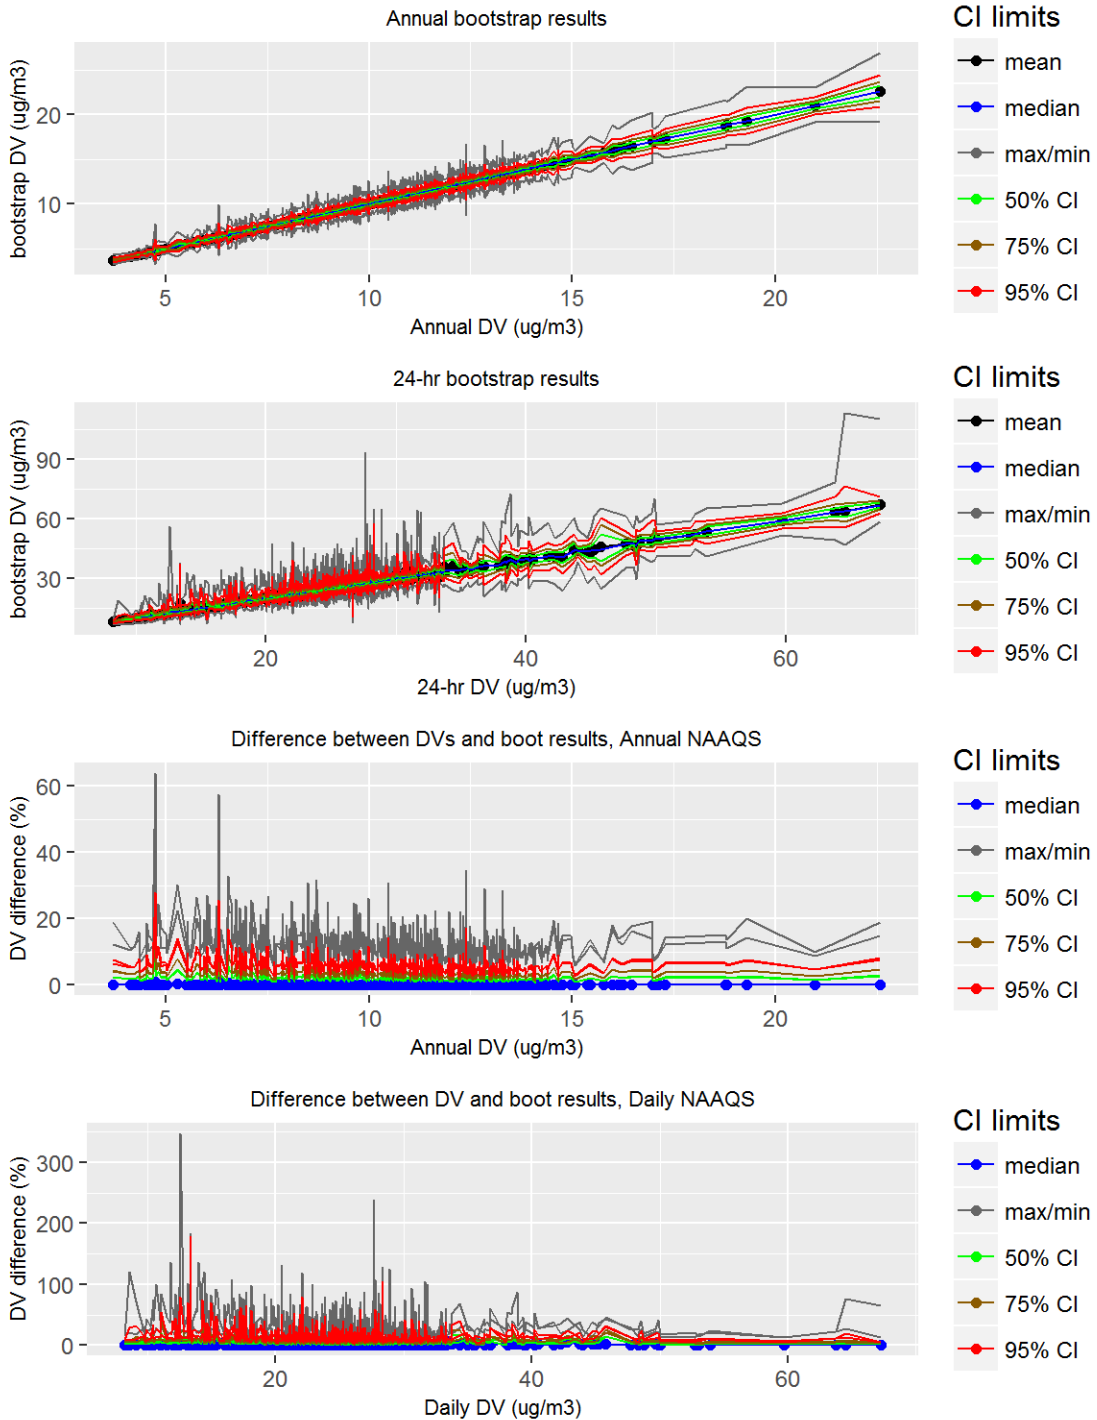 Annual bootstrap results
bootstrap DV (ug/m3)
20
10
5
10
15
20
Annual DV (ug/m3)
CI limits
mean
median
max/min
50% CI
75% CI
95% CI
24-hr bootstrap results
bootstrap DV (ug/m3)
90
60
30
20
40
60
24-hr DV (ug/m3)
CI limits
mean
median
max/min
50% CI
75% CI
95% CI
Difference between DVs and boot results, Annual NAAQS
DV difference (%)
60
40
20
0
5
10
15
20
Annual DV (ug/m3)
CI limits
median
max/min
50% CI
75% CI
95% CI
Difference between DV and boot results, Daily NAAQS
DV difference (%)
300
200
100
0
20
40
60
Daily DV (ug/m3)
CI limits
median
max/min
50% CI
75% CI
95% CI